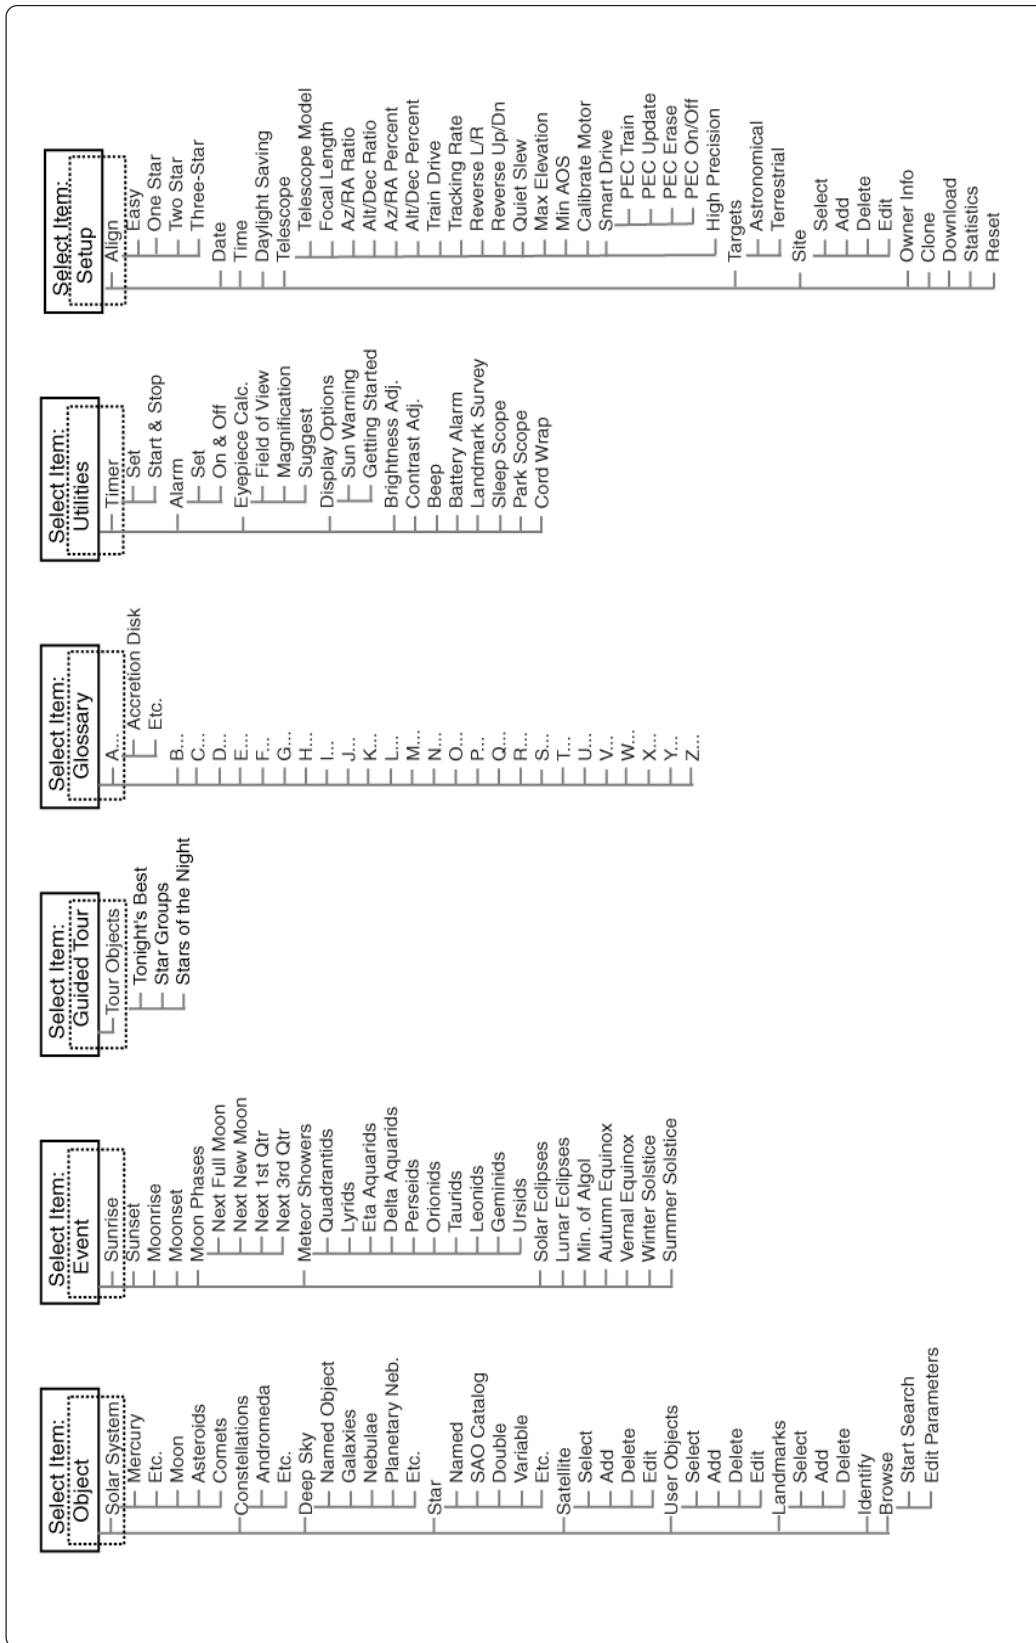 Select Item:
Object
Solar System
Mercury
Etc.
Moon
Asteroids
Comets
Constellations
Andromeda
Etc.
Deep Sky
Named Object
Galaxies
Nebulae
Planetary Neb.
Etc.
Star
Named
SAO Catalog
Double
Variable
Etc.
Satellite
Select
Add
Delete
Edit
User Objects
Select
Add
Delete
Edit
Landmarks
Select
Add
Delete
Identify
Browse
Start Search
Edit Parameters
Select Item:
Event
Sunrise
Sunset
Moonrise
Moonset
Moon Phases
Next Full Moon
Next New Moon
Next 1st Qtr
Next 3rd Qtr
Meteor Showers
Quadrantids
Lyrids
Eta Aquarids
Delta Aquarids
Perseids
Orionids
Taurids
Leonids
Geminids
Ursids
Solar Eclipses
Lunar Eclipses
Min. of Algol
Autumn Equinox
Vernal Equinox
Winter Solstice
Summer Solstice
Select Item:
Guided Tour
Tour Objects
Tonight's Best
Star Groups
Stars of the Night
Select Item:
Glossary
A...
Accretion Disk
Etc.
B...
C...
D...
E...
F...
G...
H...
I...
J...
K...
L...
M...
N...
O...
P...
Q...
R...
S...
T...
U...
V...
W...
X...
Y...
Z...
Select Item:
Utilities
Timer
Set
Start & Stop
Alarm
Set
On & Off
Eyepiece Calc.
Field of View
Magnification
Suggest
Display Options
Sun Warning
Getting Started
Brightness Adj.
Contrast Adj.
Beep
Battery Alarm
Landmark Survey
Sleep Scope
Park Scope
Cord Wrap
Select Item:
Setup
Align
Easy
One Star
Two Star
Three-Star
Date
Time
Daylight Saving
Telescope
Telescope Model
Focal Length
Az/RA Ratio
Alt/Dec Ratio
Az/RA Percent
Alt/Dec Percent
Train Drive
Tracking Rate
Reverse L/R
Reverse Up/Dn
Quiet Slew
Max Elevation
Min AOS
Calibrate Motor
Smart Drive
PEC Train
PEC Update
PEC Erase
PEC On/Off
High Precision
Targets
Astronomical
Terrestrial
Site
Select
Add
Delete
Edit
Owner Info
Clone
Download
Statistics
Reset